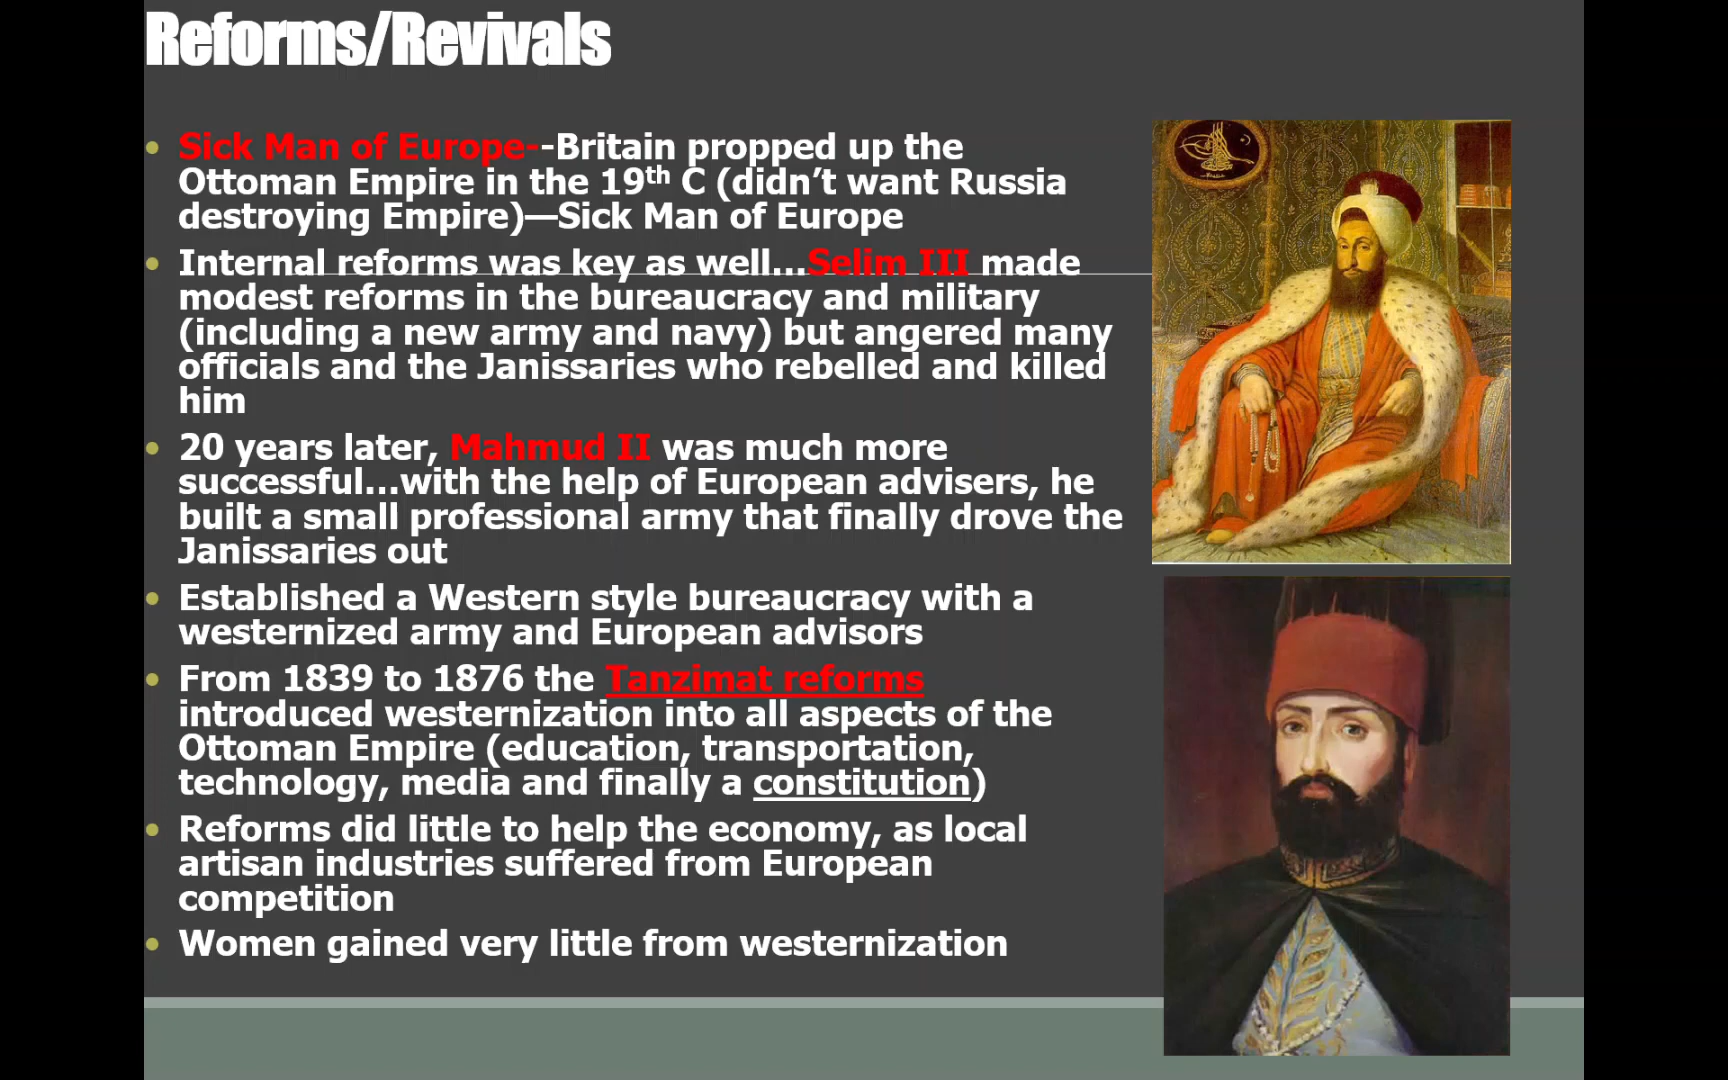 Reforms/Revivals
• Sick Man of Europe--Britain propped up the
Ottoman Empire in the 19th C (didn’t want Russia
destroying Empire)—Sick Man of Europe
• Internal reforms was key as well...Selim III made
modest reforms in the bureaucracy and military
(including a new army and navy) but angered many
officials and the Janissaries who rebelled and killed
him
• 20 years later, Mahmud II was much more
successful...with the help of European advisers, he
built a small professional army that finally drove the
Janissaries out
• Established a Western style bureaucracy with a
westernized army and European advisors
• From 1839 to 1876 the Tanzimat reforms
introduced westernization into all aspects of the
Ottoman Empire (education, transportation,
technology, media and finally a constitution)
• Reforms did little to help the economy, as local
artisan industries suffered from European
competition
• Women gained very little from westernization